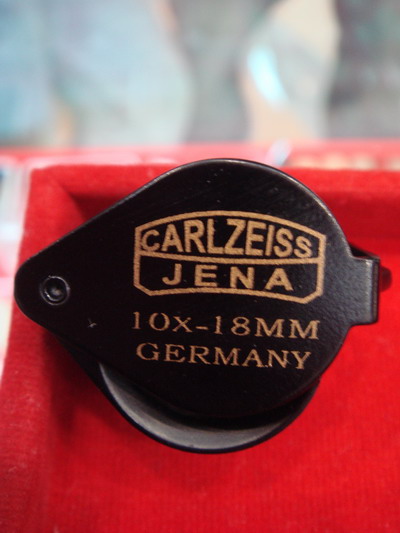 CARLZEISS
JENA
10X-18MM
GERMANY